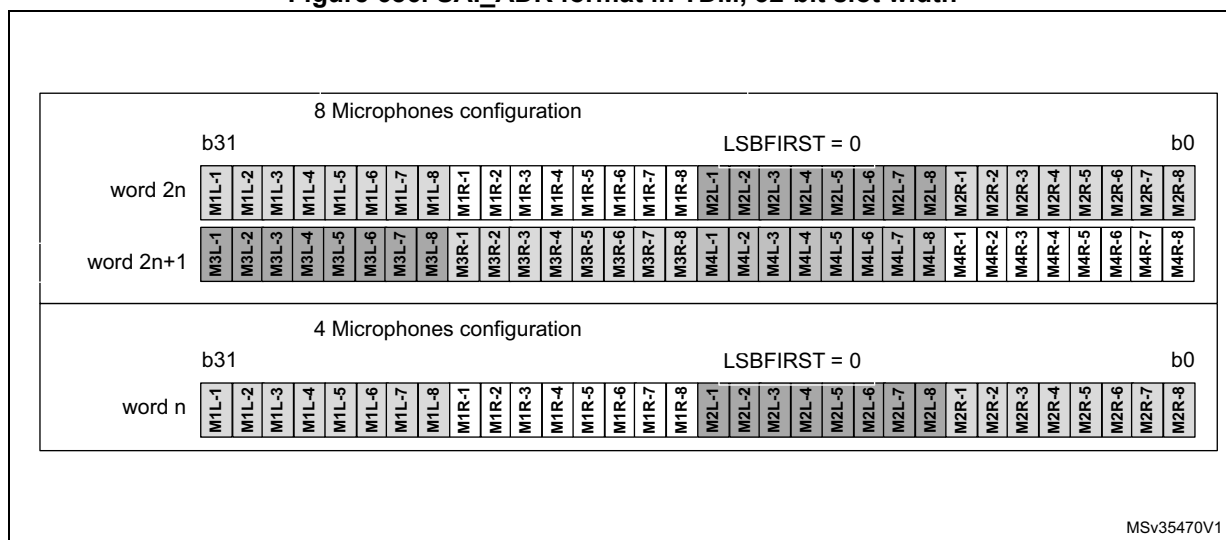 8 Microphones configuration
b31 LSBFIRST = 0 b0
word 2n M1L-1 M1L-2 M1L-3 M1L-4 M1L-5 M1L-6 M1L-7 M1L-8 M1R-1 M1R-2 M1R-3 M1R-4 M1R-5 M1R-6 M1R-7 M1R-8 M2L-1 M2L-2 M2L-3 M2L-4 M2L-5 M2L-6 M2L-7 M2L-8 M2R-1 M2R-2 M2R-3 M2R-4 M2R-5 M2R-6 M2R-7 M2R-8
word 2n+1 M3L-1 M3L-2 M3L-3 M3L-4 M3L-5 M3L-6 M3L-7 M3L-8 M3R-1 M3R-2 M3R-3 M3R-4 M3R-5 M3R-6 M3R-7 M3R-8 M4L-1 M4L-2 M4L-3 M4L-4 M4L-5 M4L-6 M4L-7 M4L-8 M4R-1 M4R-2 M4R-3 M4R-4 M4R-5 M4R-6 M4R-7 M4R-8
4 Microphones configuration
b31 LSBFIRST = 0 b0
word n M1L-1 M1L-2 M1L-3 M1L-4 M1L-5 M1L-6 M1L-7 M1L-8 M1R-1 M1R-2 M1R-3 M1R-4 M1R-5 M1R-6 M1R-7 M1R-8 M2L-1 M2L-2 M2L-3 M2L-4 M2L-5 M2L-6 M2L-7 M2L-8 M2R-1 M2R-2 M2R-3 M2R-4 M2R-5 M2R-6 M2R-7 M2R-8
MSv35470V1